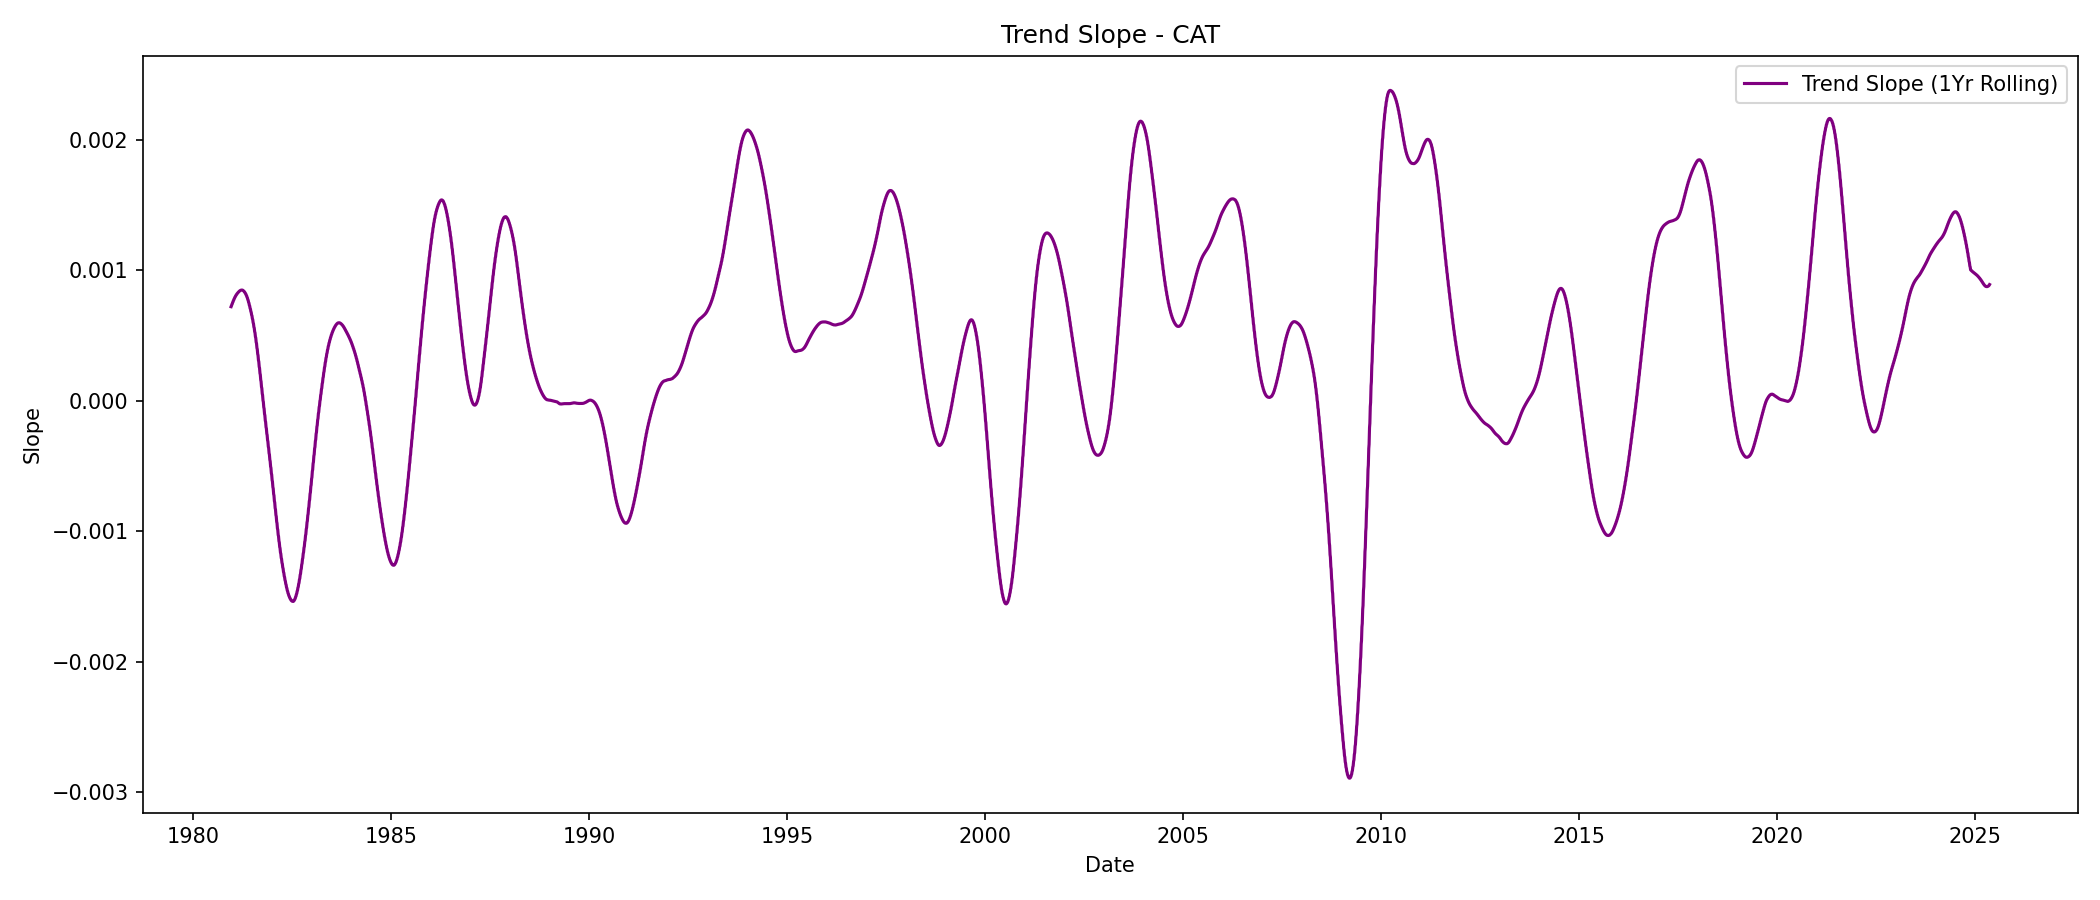 Trend Slope - CAT
Trend Slope (1Yr Rolling)
Slope
0.002
0.001
0.000
−0.001
−0.002
−0.003
1980 1985 1990 1995 2000 2005 2010 2015 2020 2025
Date